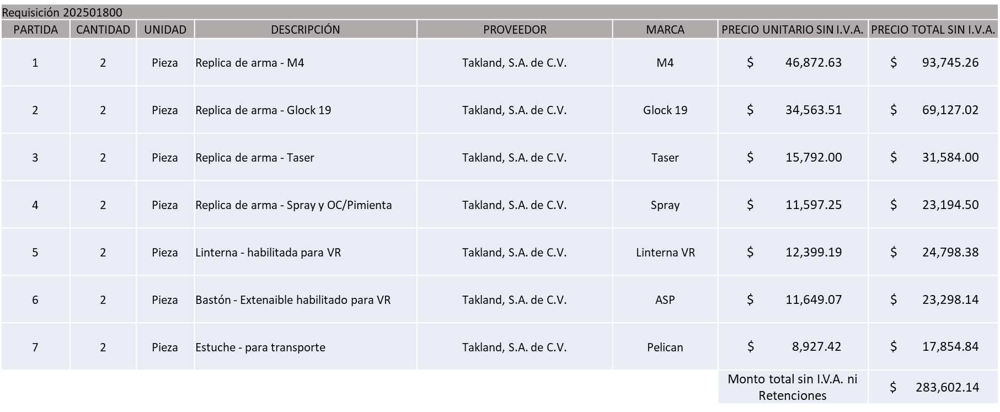 Requisición 202501800
PARTIDA CANTIDAD UNIDAD DESCRIPCIÓN PROVEEDOR MARCA PRECIO UNITARIO SIN I.V.A. PRECIO TOTAL SIN I.V.A.
1 2 Pieza Replica de arma - M4 Takland, S.A. de C.V. M4 $ 46,872.63 $ 93,745.26
2 2 Pieza Replica de arma - Glock 19 Takland, S.A. de C.V. Glock 19 $ 34,563.51 $ 69,127.02
3 2 Pieza Replica de arma - Taser Takland, S.A. de C.V. Taser $ 15,792.00 $ 31,584.00
4 2 Pieza Replica de arma - Spray y OC/Pimienta Takland, S.A. de C.V. Spray $ 11,597.25 $ 23,194.50
5 2 Pieza Linterna - habilitada para VR Takland, S.A. de C.V. Linterna VR $ 12,399.19 $ 24,798.38
6 2 Pieza Bastón - Extenaible habilitado para VR Takland, S.A. de C.V. ASP $ 11,649.07 $ 23,298.14
7 2 Pieza Estuche - para transporte Takland, S.A. de C.V. Pelican $ 8,927.42 $ 17,854.84
Monto total sin I.V.A. ni
Retenciones $ 283,602.14